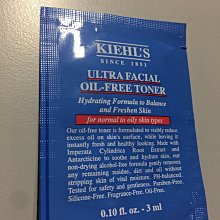 KIEHL'S
SINCE 1851
ULTRA FACIAL
OIL-FREE TONER
Hydrating Formula to Balance
and Freshen Skin
for normal to oily skin types
Our oil-free toner is formulated to visibly reduce
excess oil on skin's surface, while leaving it
instantly fresh and healthy looking. Made with
Imperata Cylindrica Root Extract and
Antarcticine to soothe and hydrate skin, our
non-drying alcohol-free formula gently removes
any remaining residue, dirt and oil without
stripping skin of vital moisture. PH-balanced.
Tested for safety and gentleness. Paraben-Free.
Silicone-Free. Fragrance-Free. Oil-Free.
0.10 fl. oz. - 3 ml